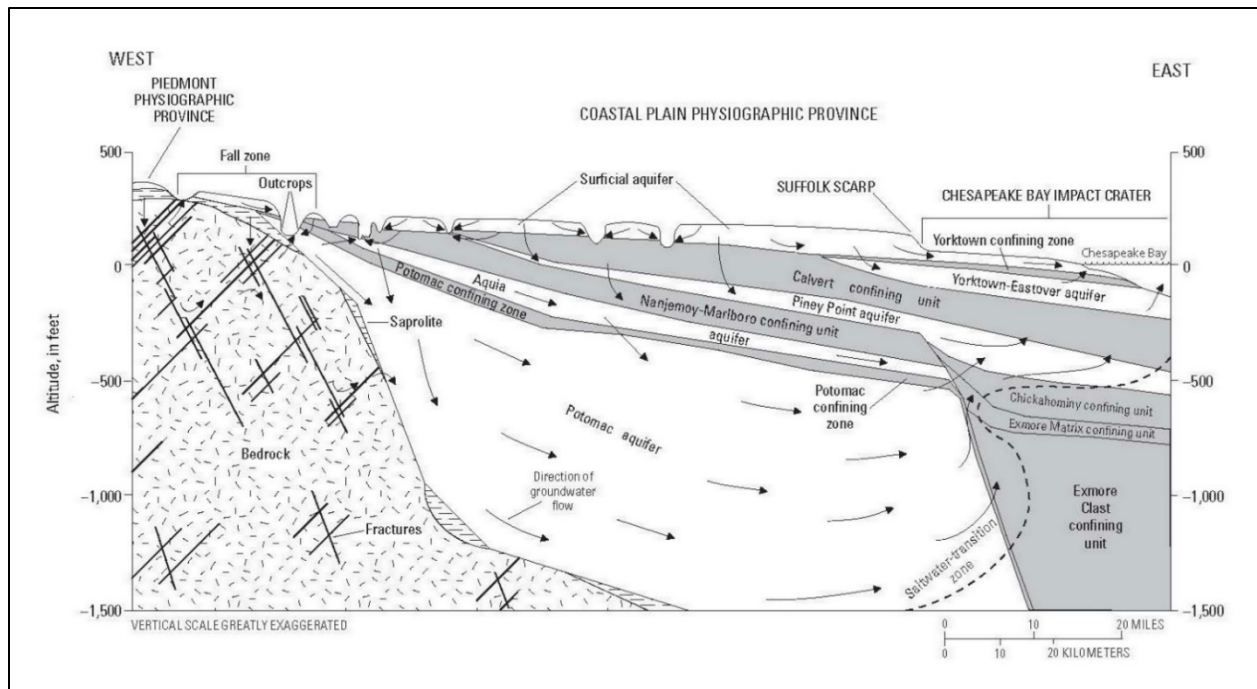 WEST
EAST
PIEDMONT
PHYSIOGRAPHIC
PROVINCE
COASTAL PLAIN PHYSIOGRAPHIC PROVINCE
500
500
Fall zone
Outcrops
Surficial aquifer
SUFFOLK SCARP
CHESAPEAKE BAY IMPACT CRATER
Yorktown confining zone
Chesapeake Bay
0
0
Potomac confining zone
Aquia
aquifer
Nanjemoy-Marlboro confining unit
Piney Point aquifer
Calvert confining unit
Yorktown-Eastover aquifer
Saprolite
Altitude, in feet
–500
–500
Potomac
confining
zone
Chickahominy confining unit
Exmore Matrix confining unit
Potomac aquifer
Bedrock
Direction of
groundwater
flow
–1,000
–1,000
Exmore
Clast
confining
unit
Fractures
Saltwater-transition
zone
–1,500
–1,500
VERTICAL SCALE GREATLY EXAGGERATED
0 10 20 MILES
0 10 20 KILOMETERS